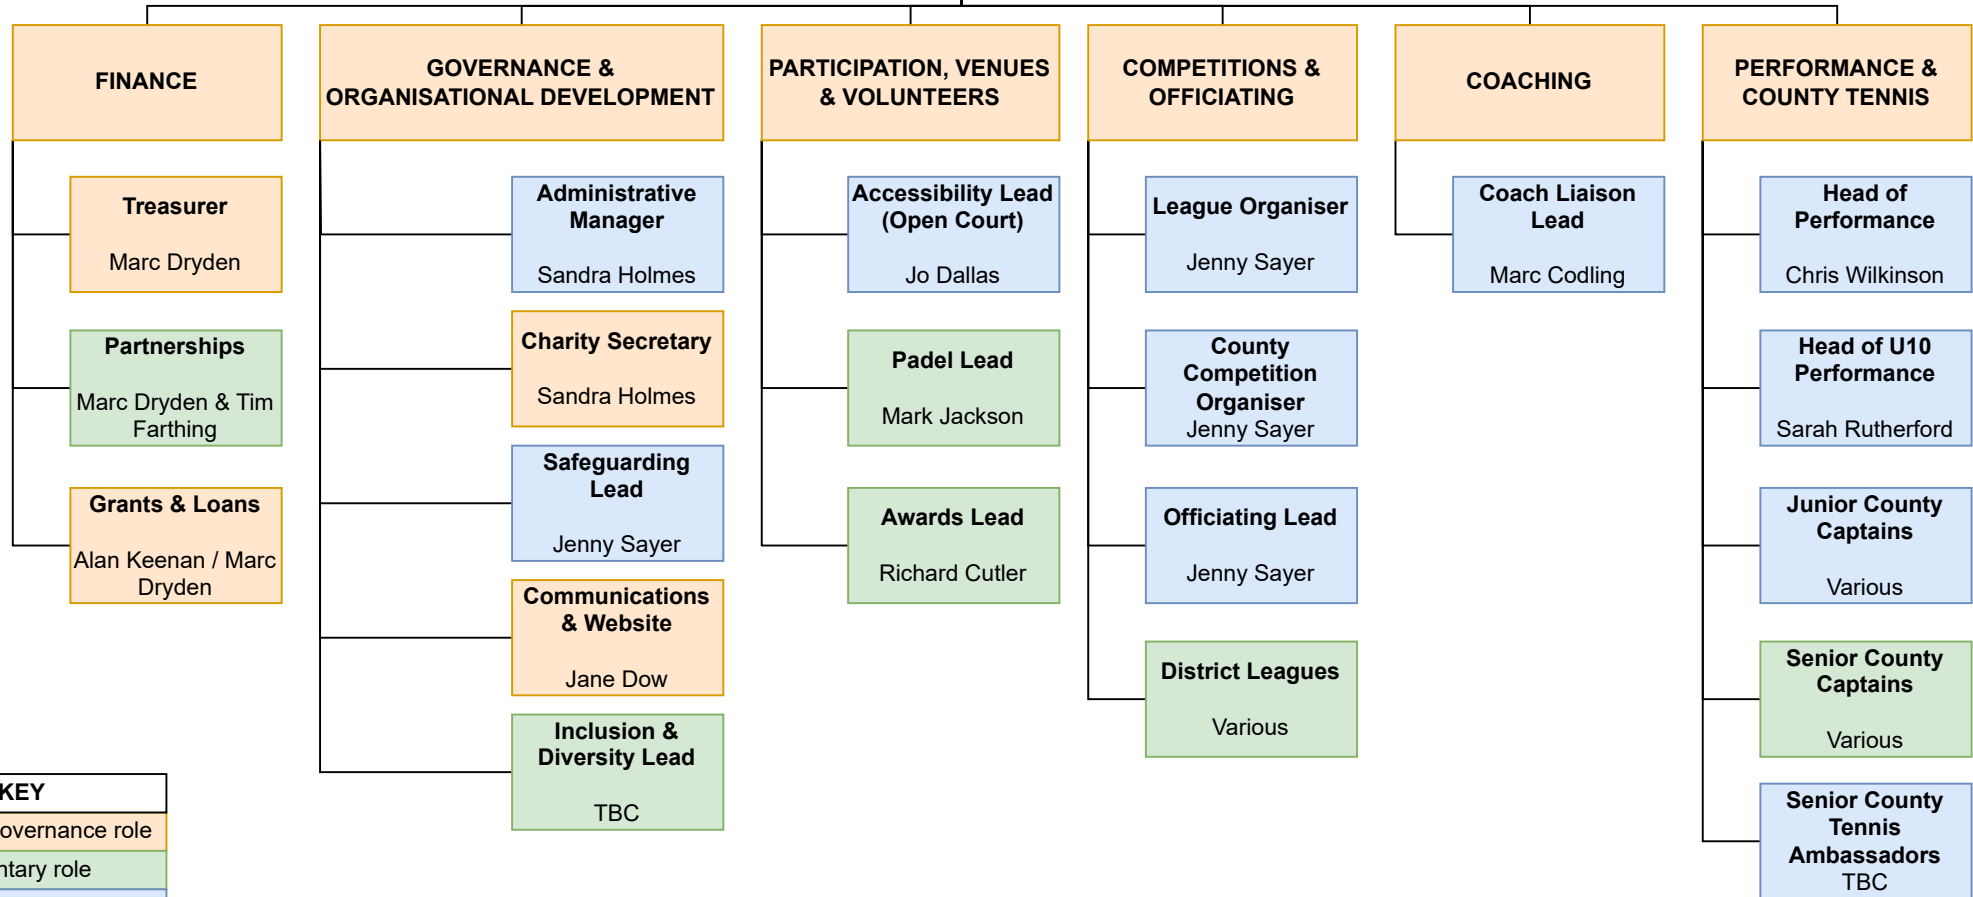 FINANCE
GOVERNANCE &
ORGANISATIONAL DEVELOPMENT
PARTICIPATION, VENUES
& VOLUNTEERS
COMPETITIONS &
OFFICIATING
COACHING
PERFORMANCE &
COUNTY TENNIS
Treasurer
Marc Dryden
Partnerships
Marc Dryden & Tim
Farthing
Grants & Loans
Alan Keenan / Marc
Dryden
Administrative
Manager
Sandra Holmes
Charity Secretary
Sandra Holmes
Safeguarding
Lead
Jenny Sayer
Communications
& Website
Jane Dow
Inclusion &
Diversity Lead
TBC
Accessibility Lead
(Open Court)
Jo Dallas
Padel Lead
Mark Jackson
Awards Lead
Richard Cutler
League Organiser
Jenny Sayer
County
Competition
Organiser
Jenny Sayer
Officiating Lead
Jenny Sayer
District Leagues
Various
Coach Liaison
Lead
Marc Codling
Head of
Performance
Chris Wilkinson
Head of U10
Performance
Sarah Rutherford
Junior County
Captains
Various
Senior County
Captains
Various
Senior County
Tennis
Ambassadors
TBC
KEY
overnance role
ntary role